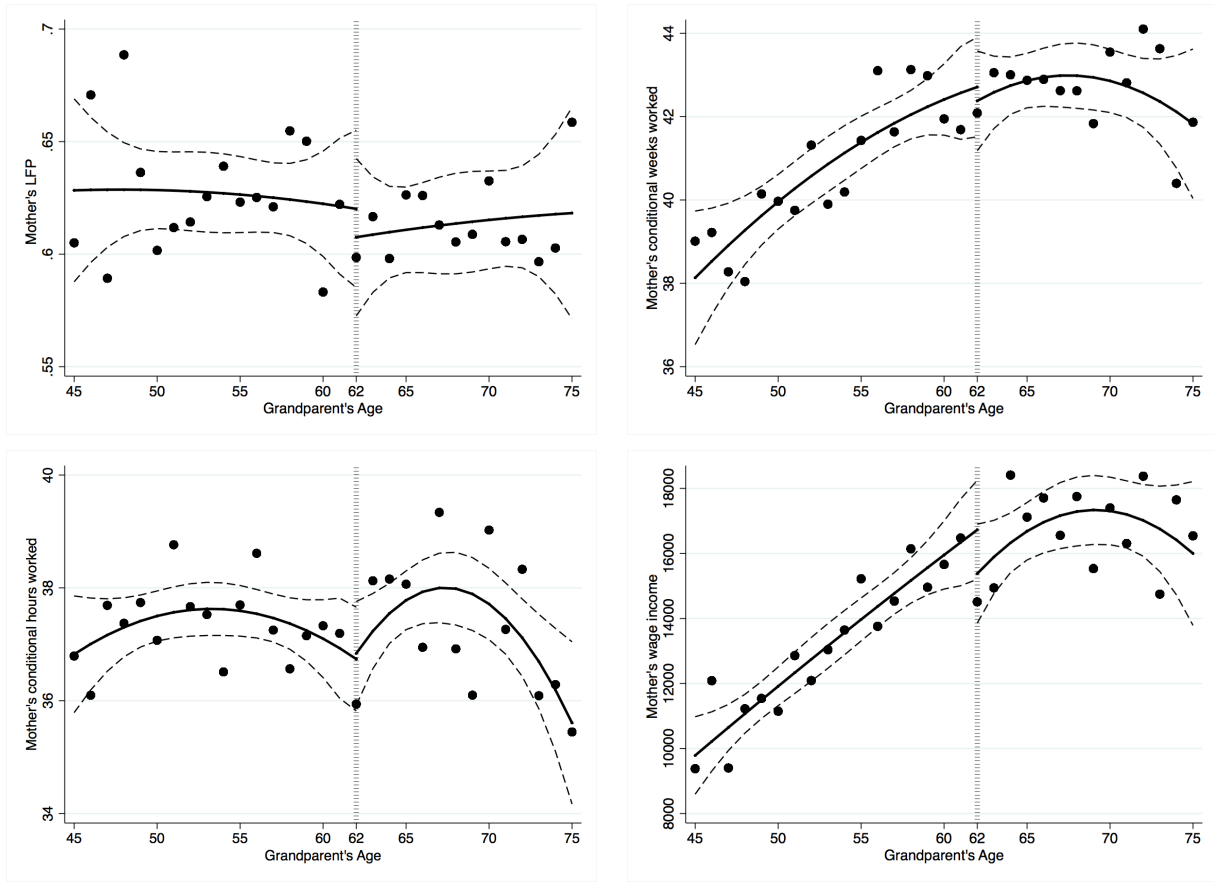 Mother's LFP
.7
.65
.6
.55
45 50 55 60 62 65 70 75
Grandparent's Age
Mother's conditional weeks worked
44
42
40
38
36
45 50 55 60 62 65 70 75
Grandparent's Age
Mother's conditional hours worked
40
38
36
34
45 50 55 60 62 65 70 75
Grandparent's Age
Mother's wage income
18000
16000
14000
12000
10000
8000
45 50 55 60 62 65 70 75
Grandparent's Age